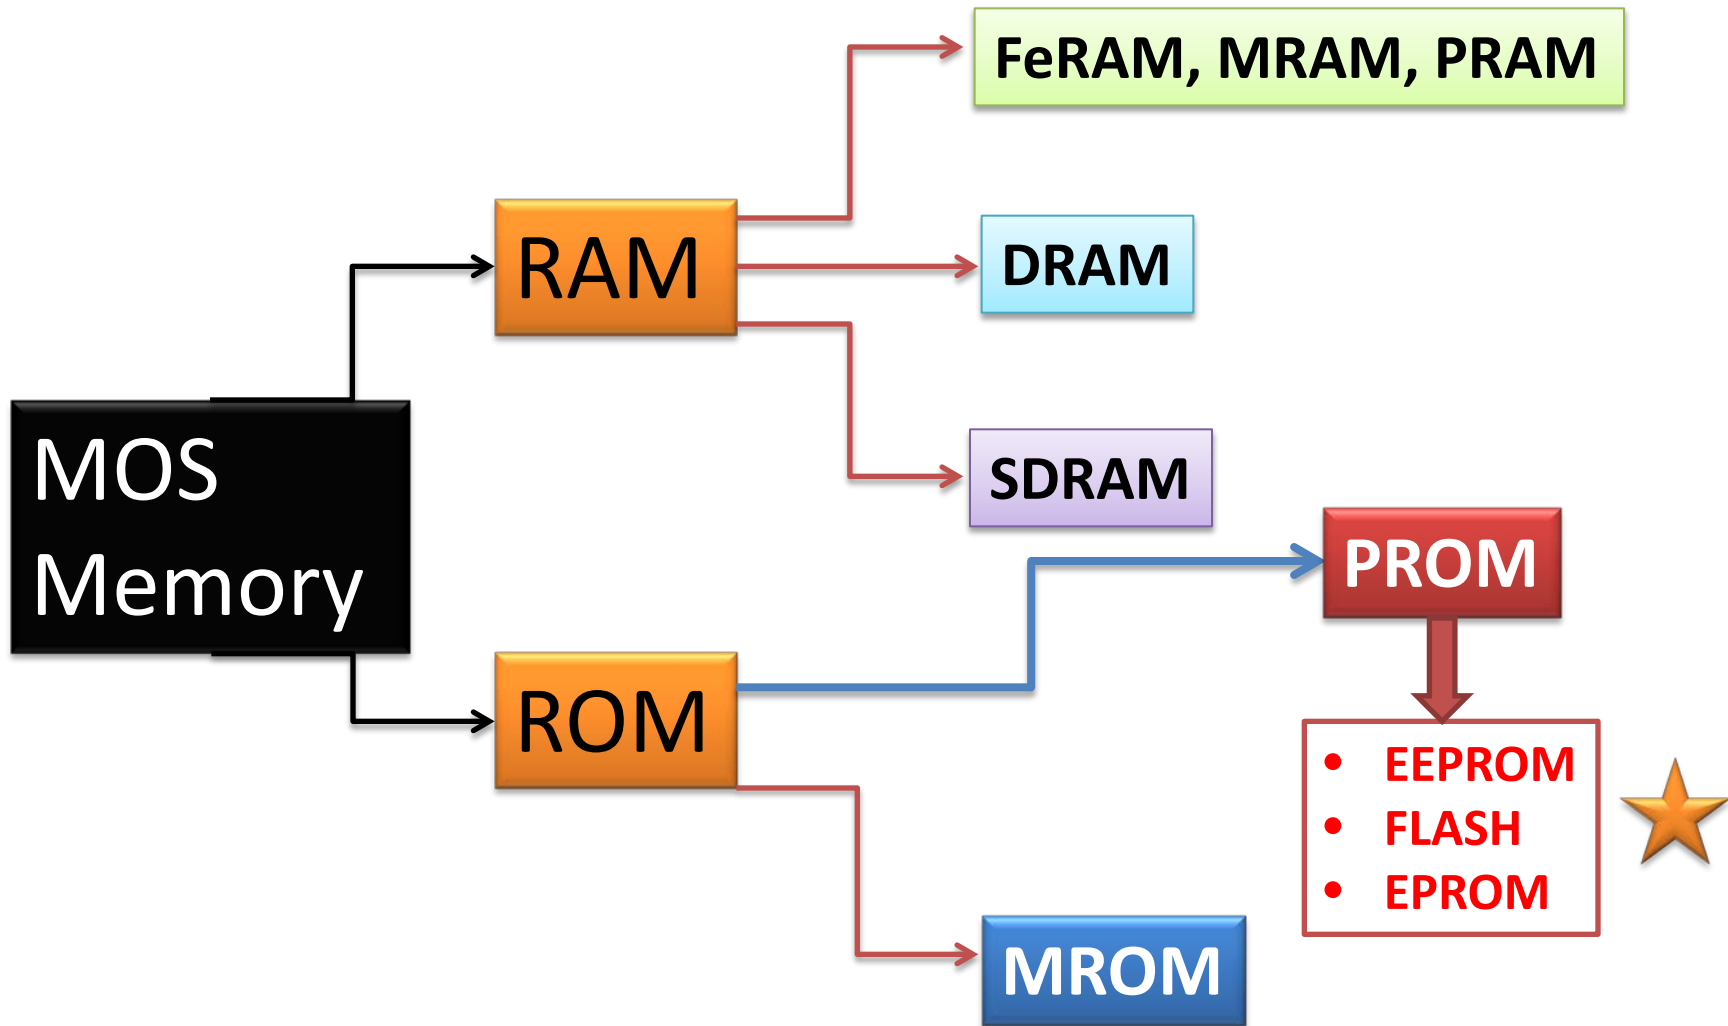 FeRAM, MRAM, PRAM
RAM
DRAM
MOS
Memory
SDRAM
PROM
ROM
• EEPROM
• FLASH
• EPROM
MROM